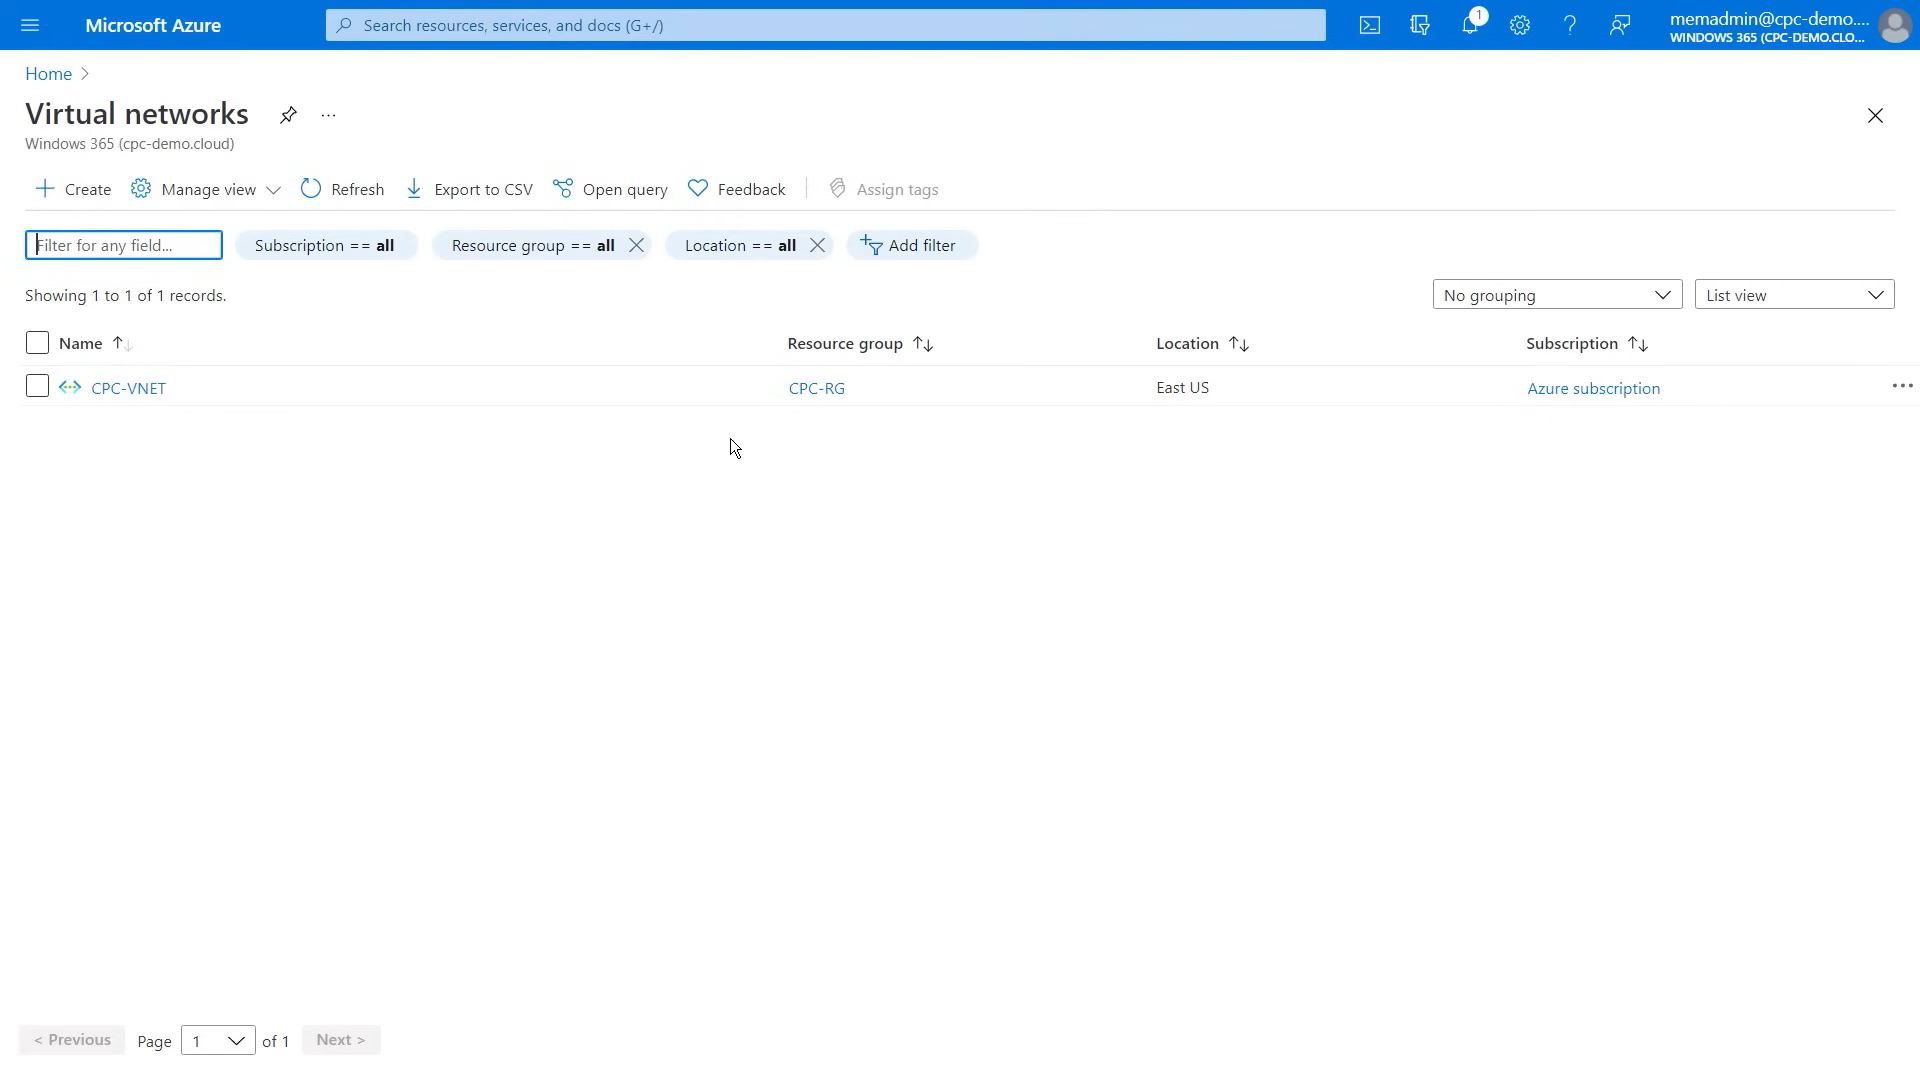 Microsoft Azure
Search resources, services, and docs (G+/)
1
memadmin@cpc-demo....
WINDOWS 365 (CPC-DEMO.CLO...
Home
Virtual networks
...
Windows 365 (cpc-demo.cloud)
Create
Manage view
Refresh
Export to CSV
Open query
Feedback
Assign tags
Filter for any field...
Subscription == all
Resource group == all
Location == all
Add filter
Showing 1 to 1 of 1 records.
No grouping
List view
Name
Resource group
Location
Subscription
CPC-VNET
CPC-RG
East US
Azure subscription
...
< Previous
Page
1
of 1
Next >